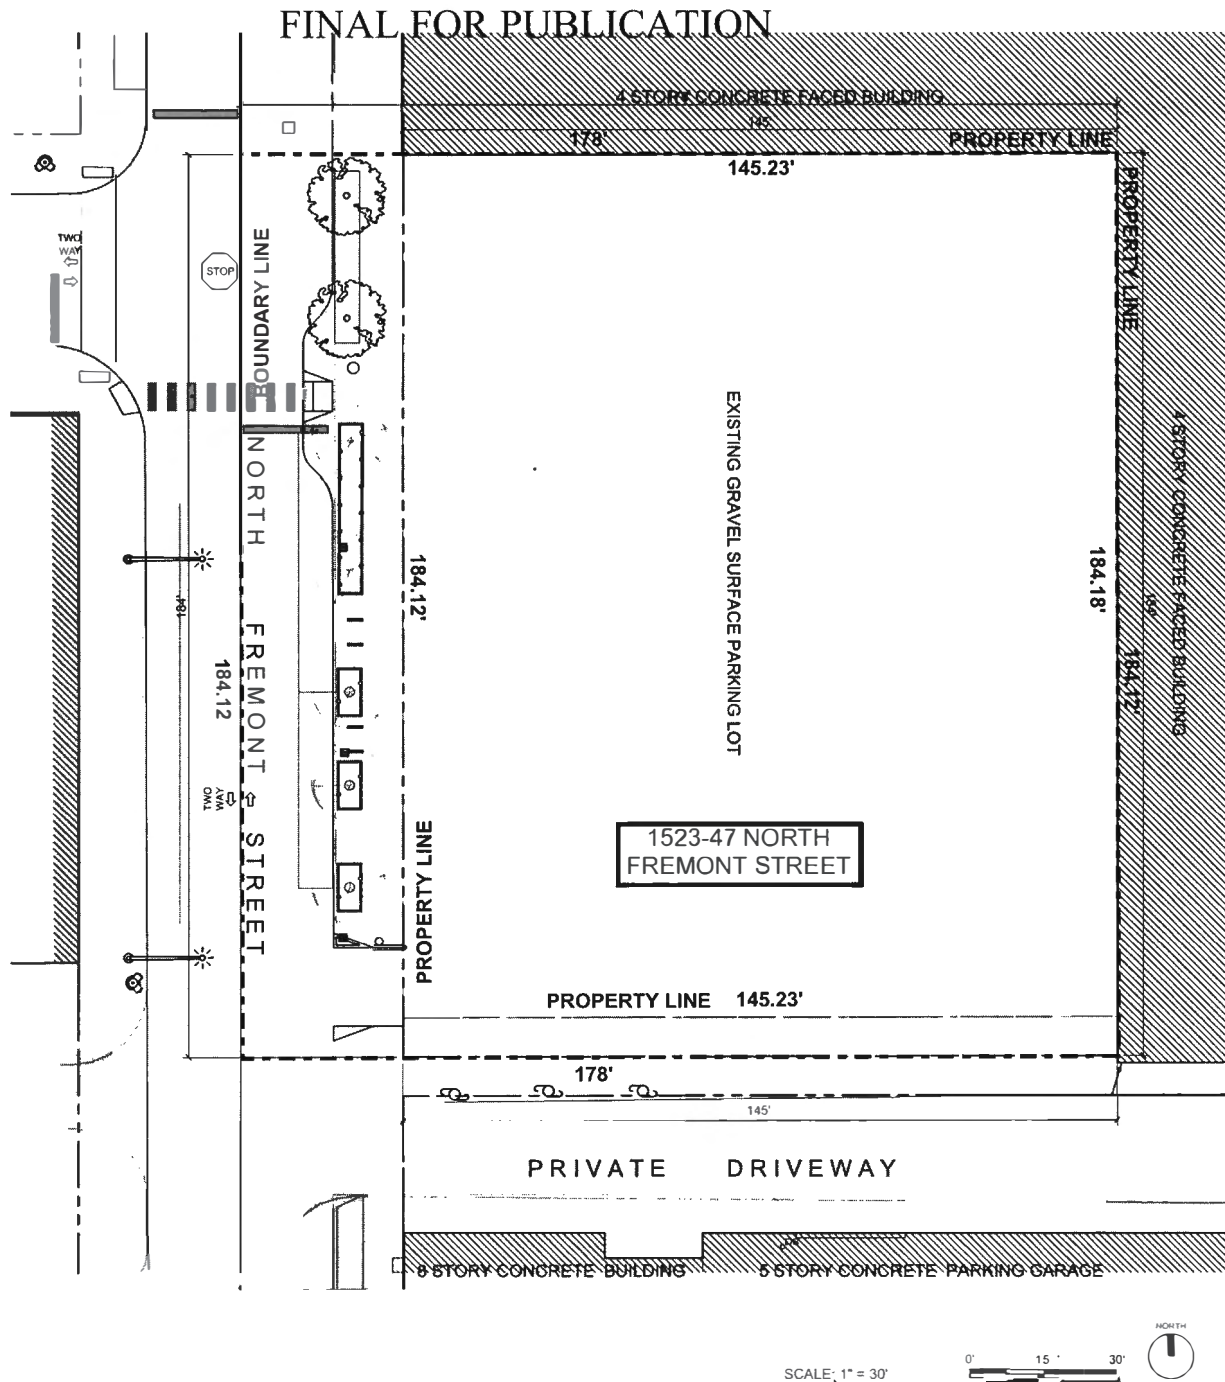 FINAL FOR PUBLICATION
4 STORY CONCRETE FACED BUILDING
145'
178'
PROPERTY LINE
145.23'
PROPERTY LINE
TWO
WAY
STOP
BOUNDARY LINE
NORTH FREMONT STREET
EXISTING GRAVEL SURFACE PARKING LOT
4 STORY CONCRETE FACED BUILDING
184.12'
184.18'
184'
184'
184.12'
184.12
TWO
WAY
1523-47 NORTH
FREMONT STREET
PROPERTY LINE
PROPERTY LINE 145.23'
178'
145'
PRIVATE DRIVEWAY
8 STORY CONCRETE BUILDING
5 STORY CONCRETE PARKING GARAGE
NORTH
SCALE: 1" = 30'
0' 15' 30'